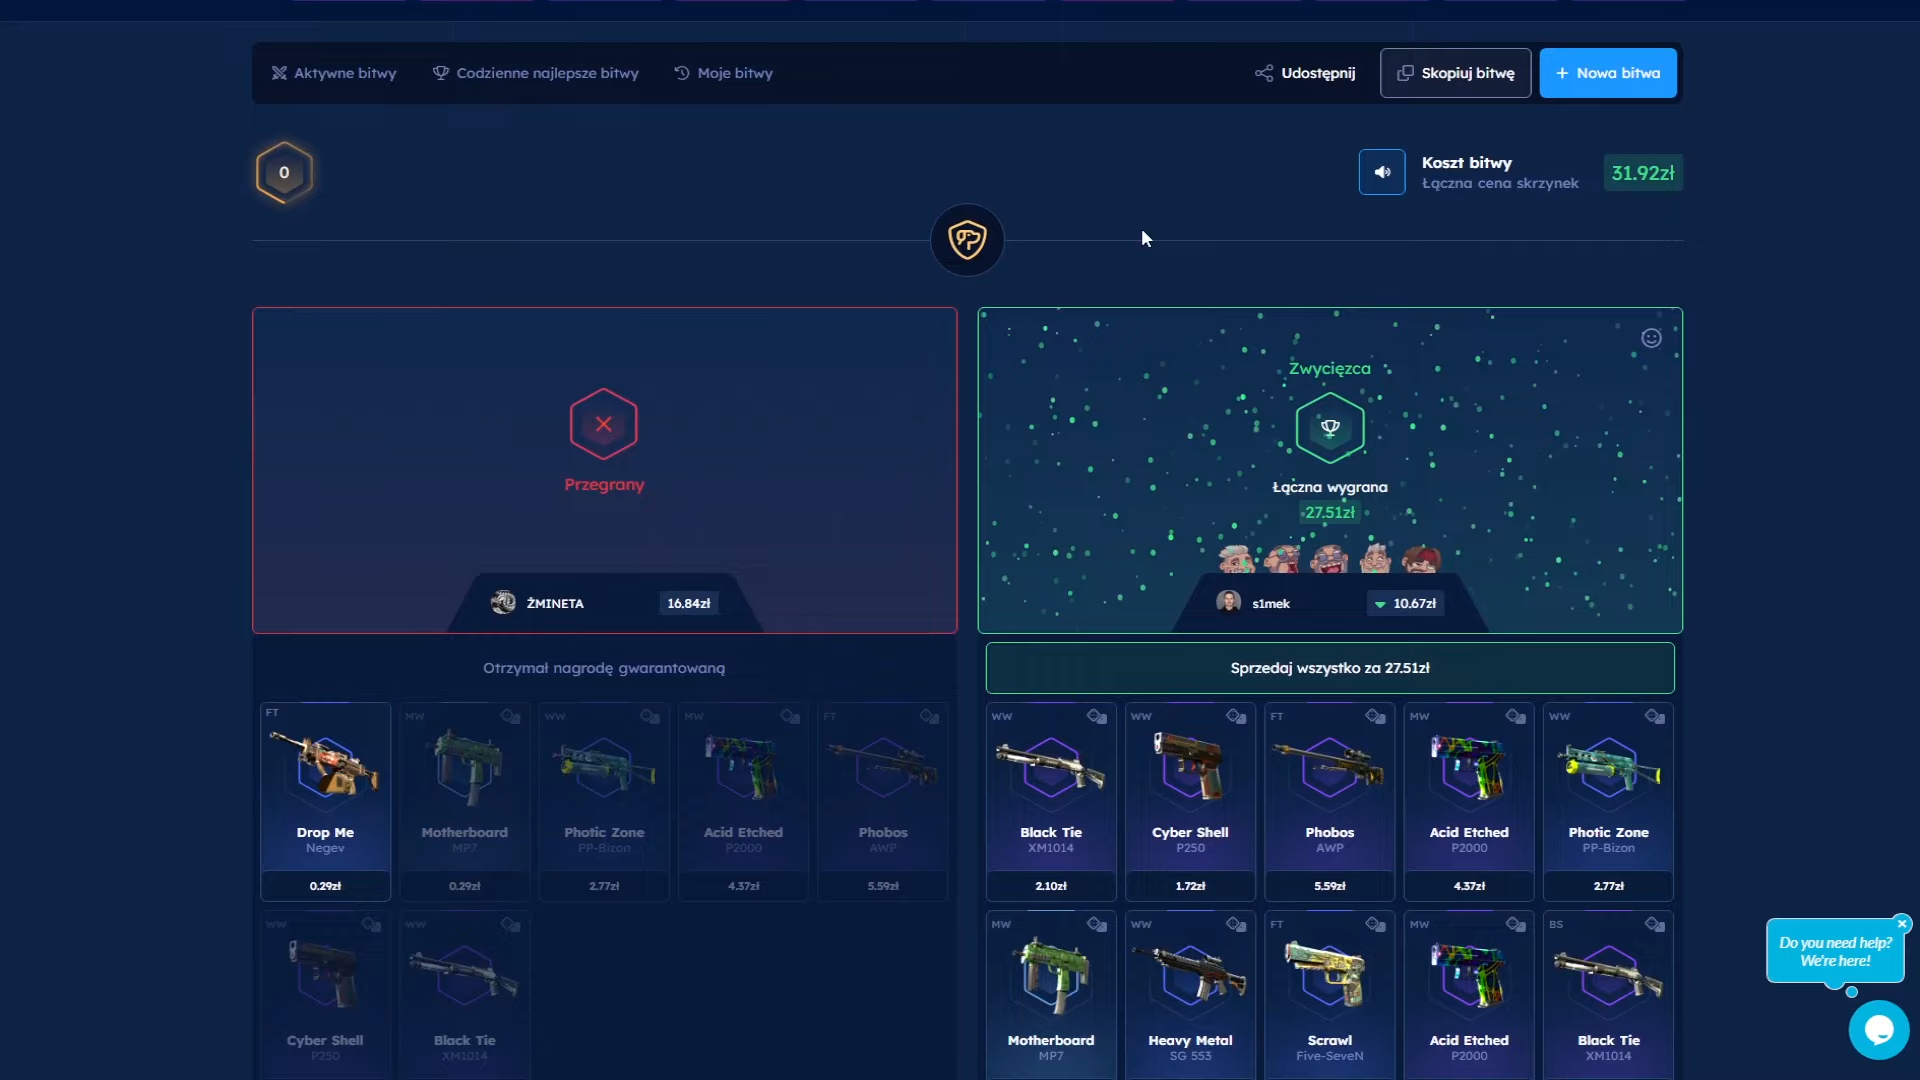 Aktywne bitwy
Codzienne najlepsze bitwy
Moje bitwy
Udostępnij
Skopiuj bitwę
+ Nowa bitwa
0
Koszt bitwy
Łączna cena skrzynek
31.92zł
Zwycięzca
Przegrany
Łączna wygrana
27.51zł
ŻMINETA
16.84zł
s1mek
10.67zł
Otrzymał nagrodę gwarantowaną
Sprzedaj wszystko za 27.51zł
FT
MW
WW
MW
FT
WW
WW
FT
MW
WW
Drop Me
Motherboard
Photic Zone
Acid Etched
Phobos
Black Tie
Cyber Shell
Phobos
Acid Etched
Photic Zone
Negev
MP7
PP-Bizon
P2000
AWP
XM1014
P250
AWP
P2000
PP-Bizon
0.29zł
0.29zł
2.77zł
4.37zł
5.59zł
2.10zł
1.72zł
5.59zł
4.37zł
2.77zł
WW
WW
MW
WW
FT
MW
BS
Cyber Shell
Black Tie
Motherboard
Heavy Metal
Scrawl
Acid Etched
Black Tie
P250
XM1014
MP7
SG 553
Five-SeveN
P2000
XM1014
Do you need help?
We're here!